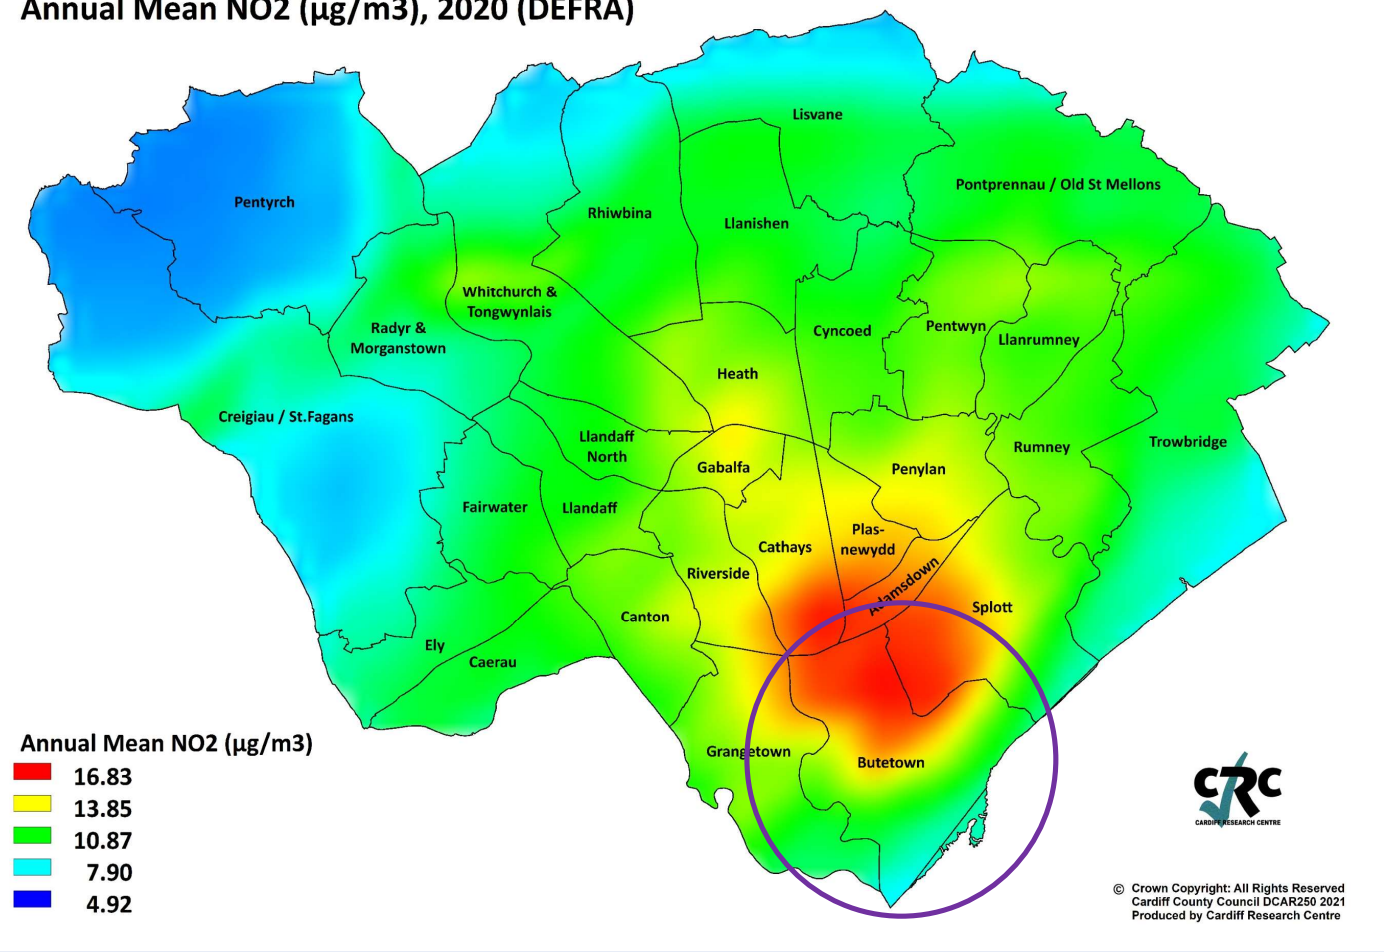 Annual Mean NO2 (µg/m3), 2020 (DEFRA)
Lisvane
Pontprennau / Old St Mellons
Pentyrch
Rhiwbina
Llanishen
Whitchurch &
Tongwynlais
Radyr &
Morganstown
Cyncoed
Pentwyn
Llanrumney
Heath
Creigiau / St.Fagans
Llandaff
North
Gabalfa
Penylan
Rumney
Trowbridge
Fairwater
Llandaff
Cathays
Plas-
newydd
Riverside
Adamsdown
Splott
Canton
Ely
Caerau
Grangetown
Butetown
Annual Mean NO2 (µg/m3)
16.83
13.85
10.87
7.90
4.92
CRC
CARDIFF RESEARCH CENTRE
© Crown Copyright: All Rights Reserved
Cardiff County Council DCAR250 2021
Produced by Cardiff Research Centre